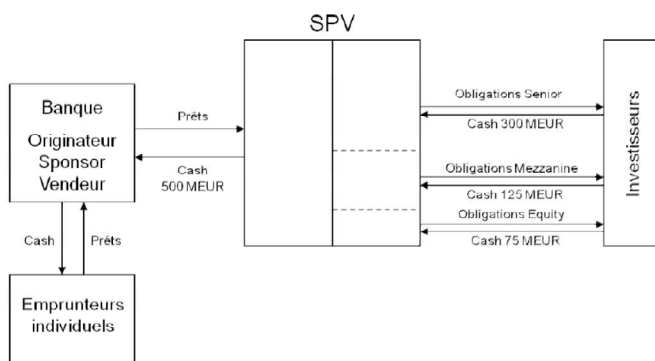 SPV
Banque
Originateur
Sponsor
Vendeur
Prêts
Cash
500 MEUR
Cash
Prêts
Emprunteurs
individuels
Obligations Senior
Cash 300 MEUR
Obligations Mezzanine
Cash 125 MEUR
Obligations Equity
Cash 75 MEUR
Investisseurs